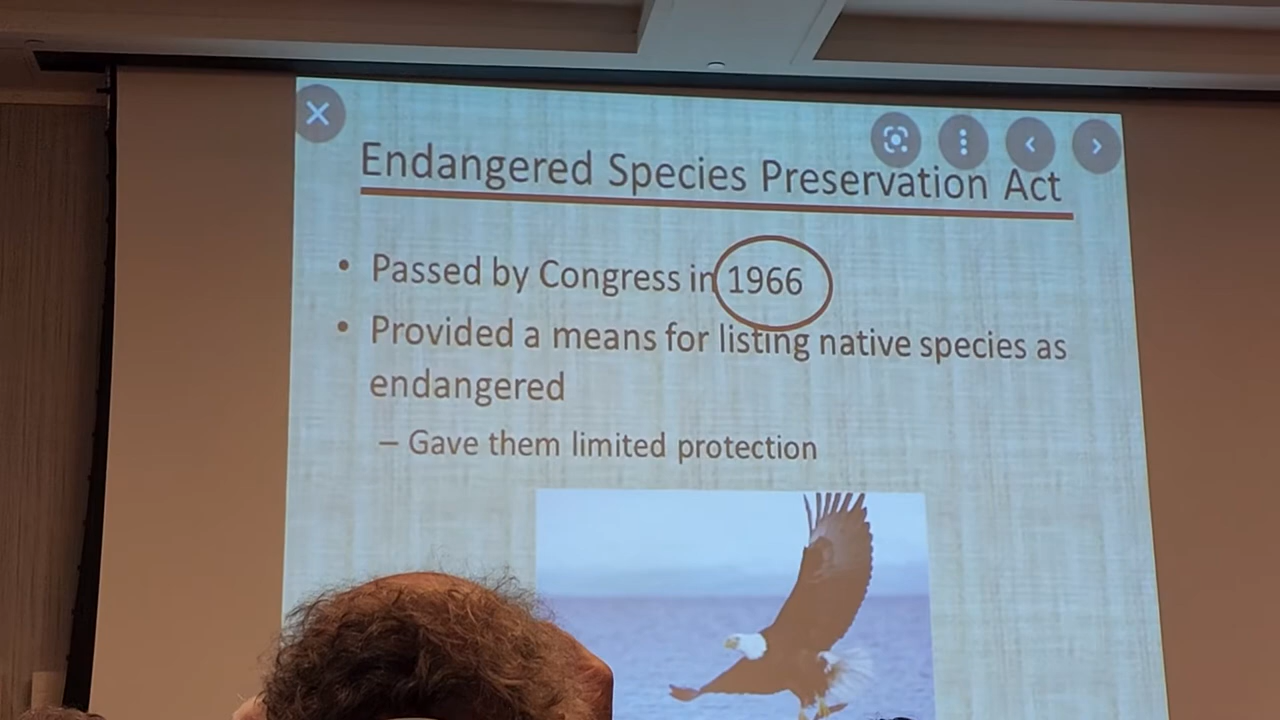 Endangered Species Preservation Act
• Passed by Congress in 1966
• Provided a means for listing native species as
endangered
– Gave them limited protection